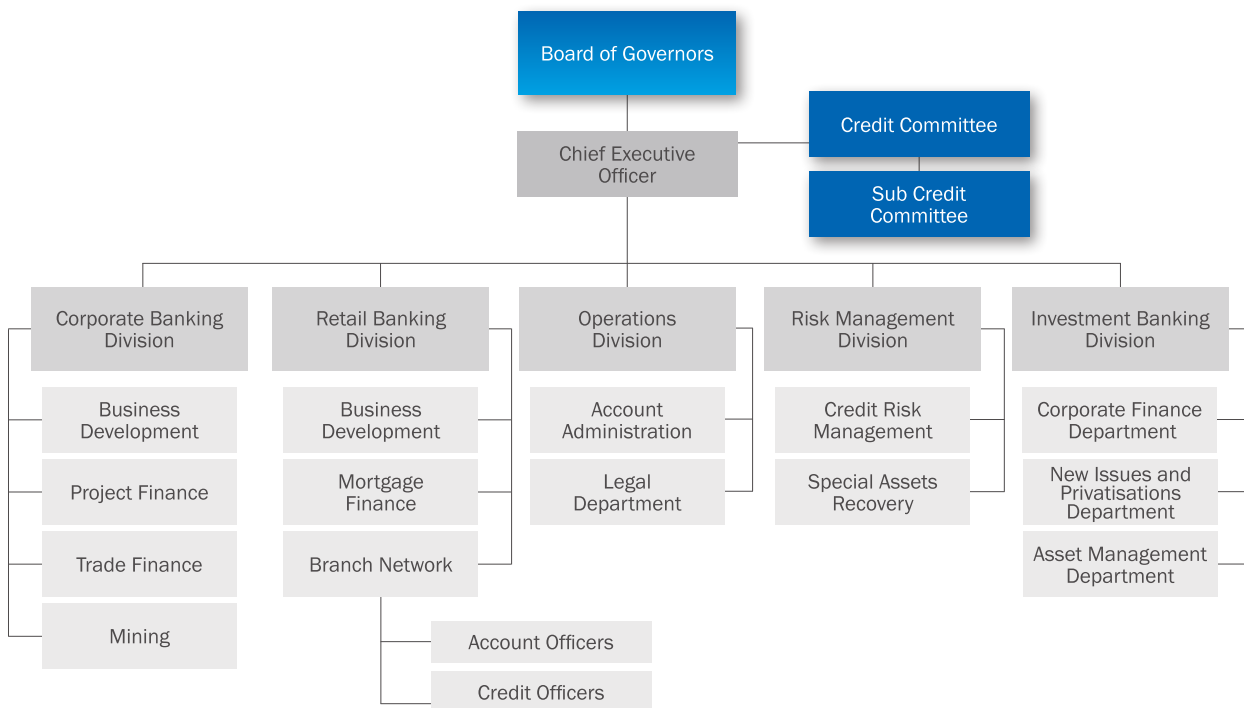 Board of Governors
Credit Committee
Chief Executive
Officer
Sub Credit
Committee
Corporate Banking
Division
Business
Development
Project Finance
Trade Finance
Mining
Retail Banking
Division
Business
Development
Mortgage
Finance
Branch Network
Account Officers
Credit Officers
Operations
Division
Account
Administration
Legal
Department
Risk Management
Division
Credit Risk
Management
Special Assets
Recovery
Investment Banking
Division
Corporate Finance
Department
New Issues and
Privatisations
Department
Asset Management
Department